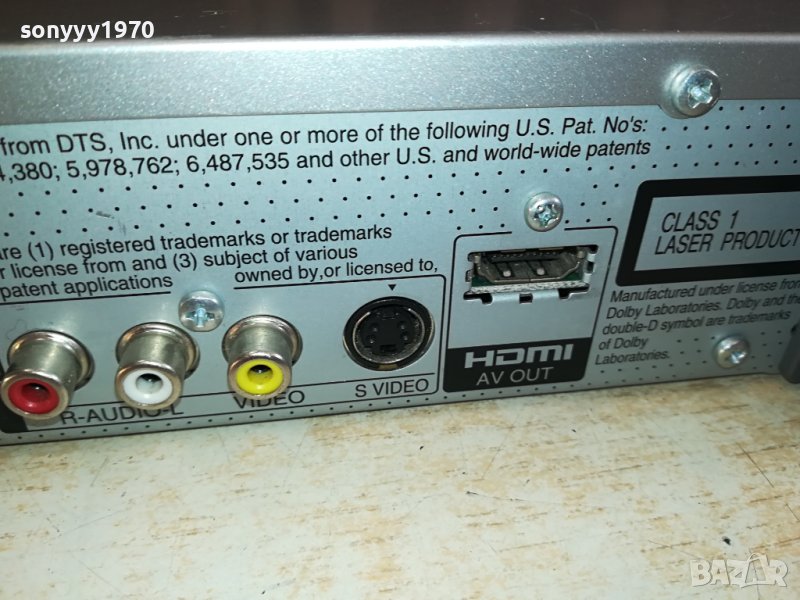 sonyyy1970
from DTS, Inc. under one or more of the following U.S. Pat. No's:
4,380; 5,978,762; 6,487,535 and other U.S. and world-wide patents
are (1) registered trademarks or trademarks
r license from and (3) subject of various
patent applications owned by,or licensed to,
CLASS 1
LASER PRODUCT
Manufactured under license from
Dolby Laboratories. Dolby and the
double-D symbol are trademarks
of Dolby
Laboratories.
HDMI
AV OUT
R-AUDIO-L
VIDEO
S VIDEO
BAZAR